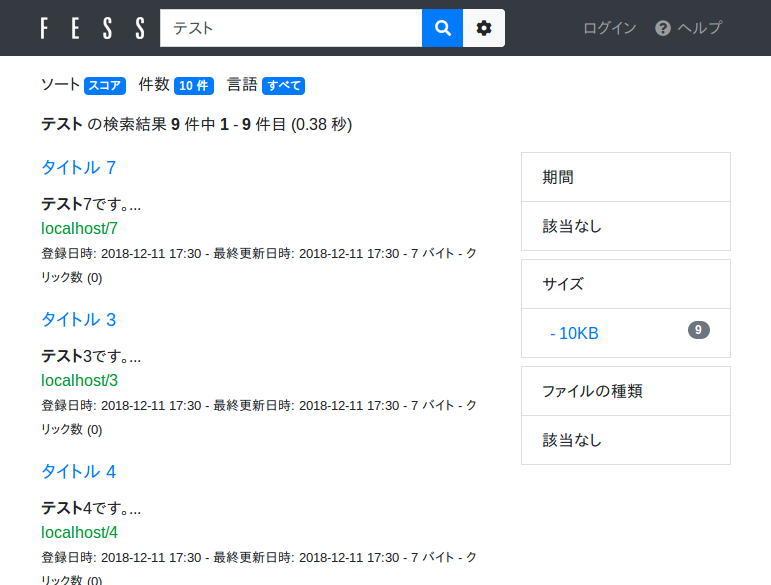 FESS テスト ログイン ヘルプ
ソート スコア 件数 10 件 言語 すべて
テスト の検索結果 9 件中 1 - 9 件目 (0.38 秒)
タイトル 7
テスト7です。...
localhost/7
登録日時: 2018-12-11 17:30 - 最終更新日時: 2018-12-11 17:30 - 7 バイト - ク
リック数 (0)
タイトル 3
テスト3です。...
localhost/3
登録日時: 2018-12-11 17:30 - 最終更新日時: 2018-12-11 17:30 - 7 バイト - ク
リック数 (0)
タイトル 4
テスト4です。...
localhost/4
登録日時: 2018-12-11 17:30 - 最終更新日時: 2018-12-11 17:30 - 7 バイト - ク
リック数 (0)
期間
該当なし
サイズ
- 10KB 9
ファイルの種類
該当なし